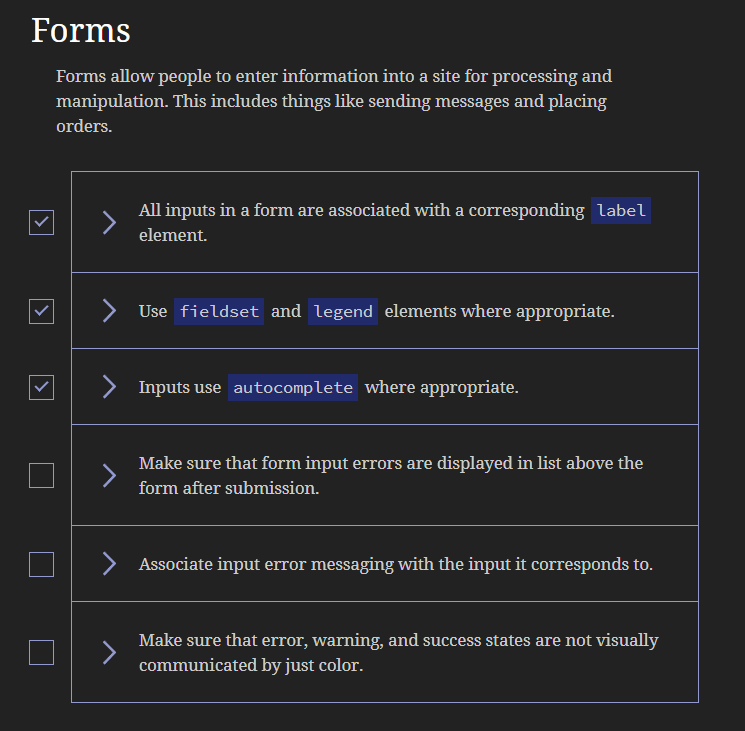 Forms
Forms allow people to enter information into a site for processing and
manipulation. This includes things like sending messages and placing
orders.
All inputs in a form are associated with a corresponding label
element.
Use fieldset and legend elements where appropriate.
Inputs use autocomplete where appropriate.
Make sure that form input errors are displayed in list above the
form after submission.
Associate input error messaging with the input it corresponds to.
Make sure that error, warning, and success states are not visually
communicated by just color.